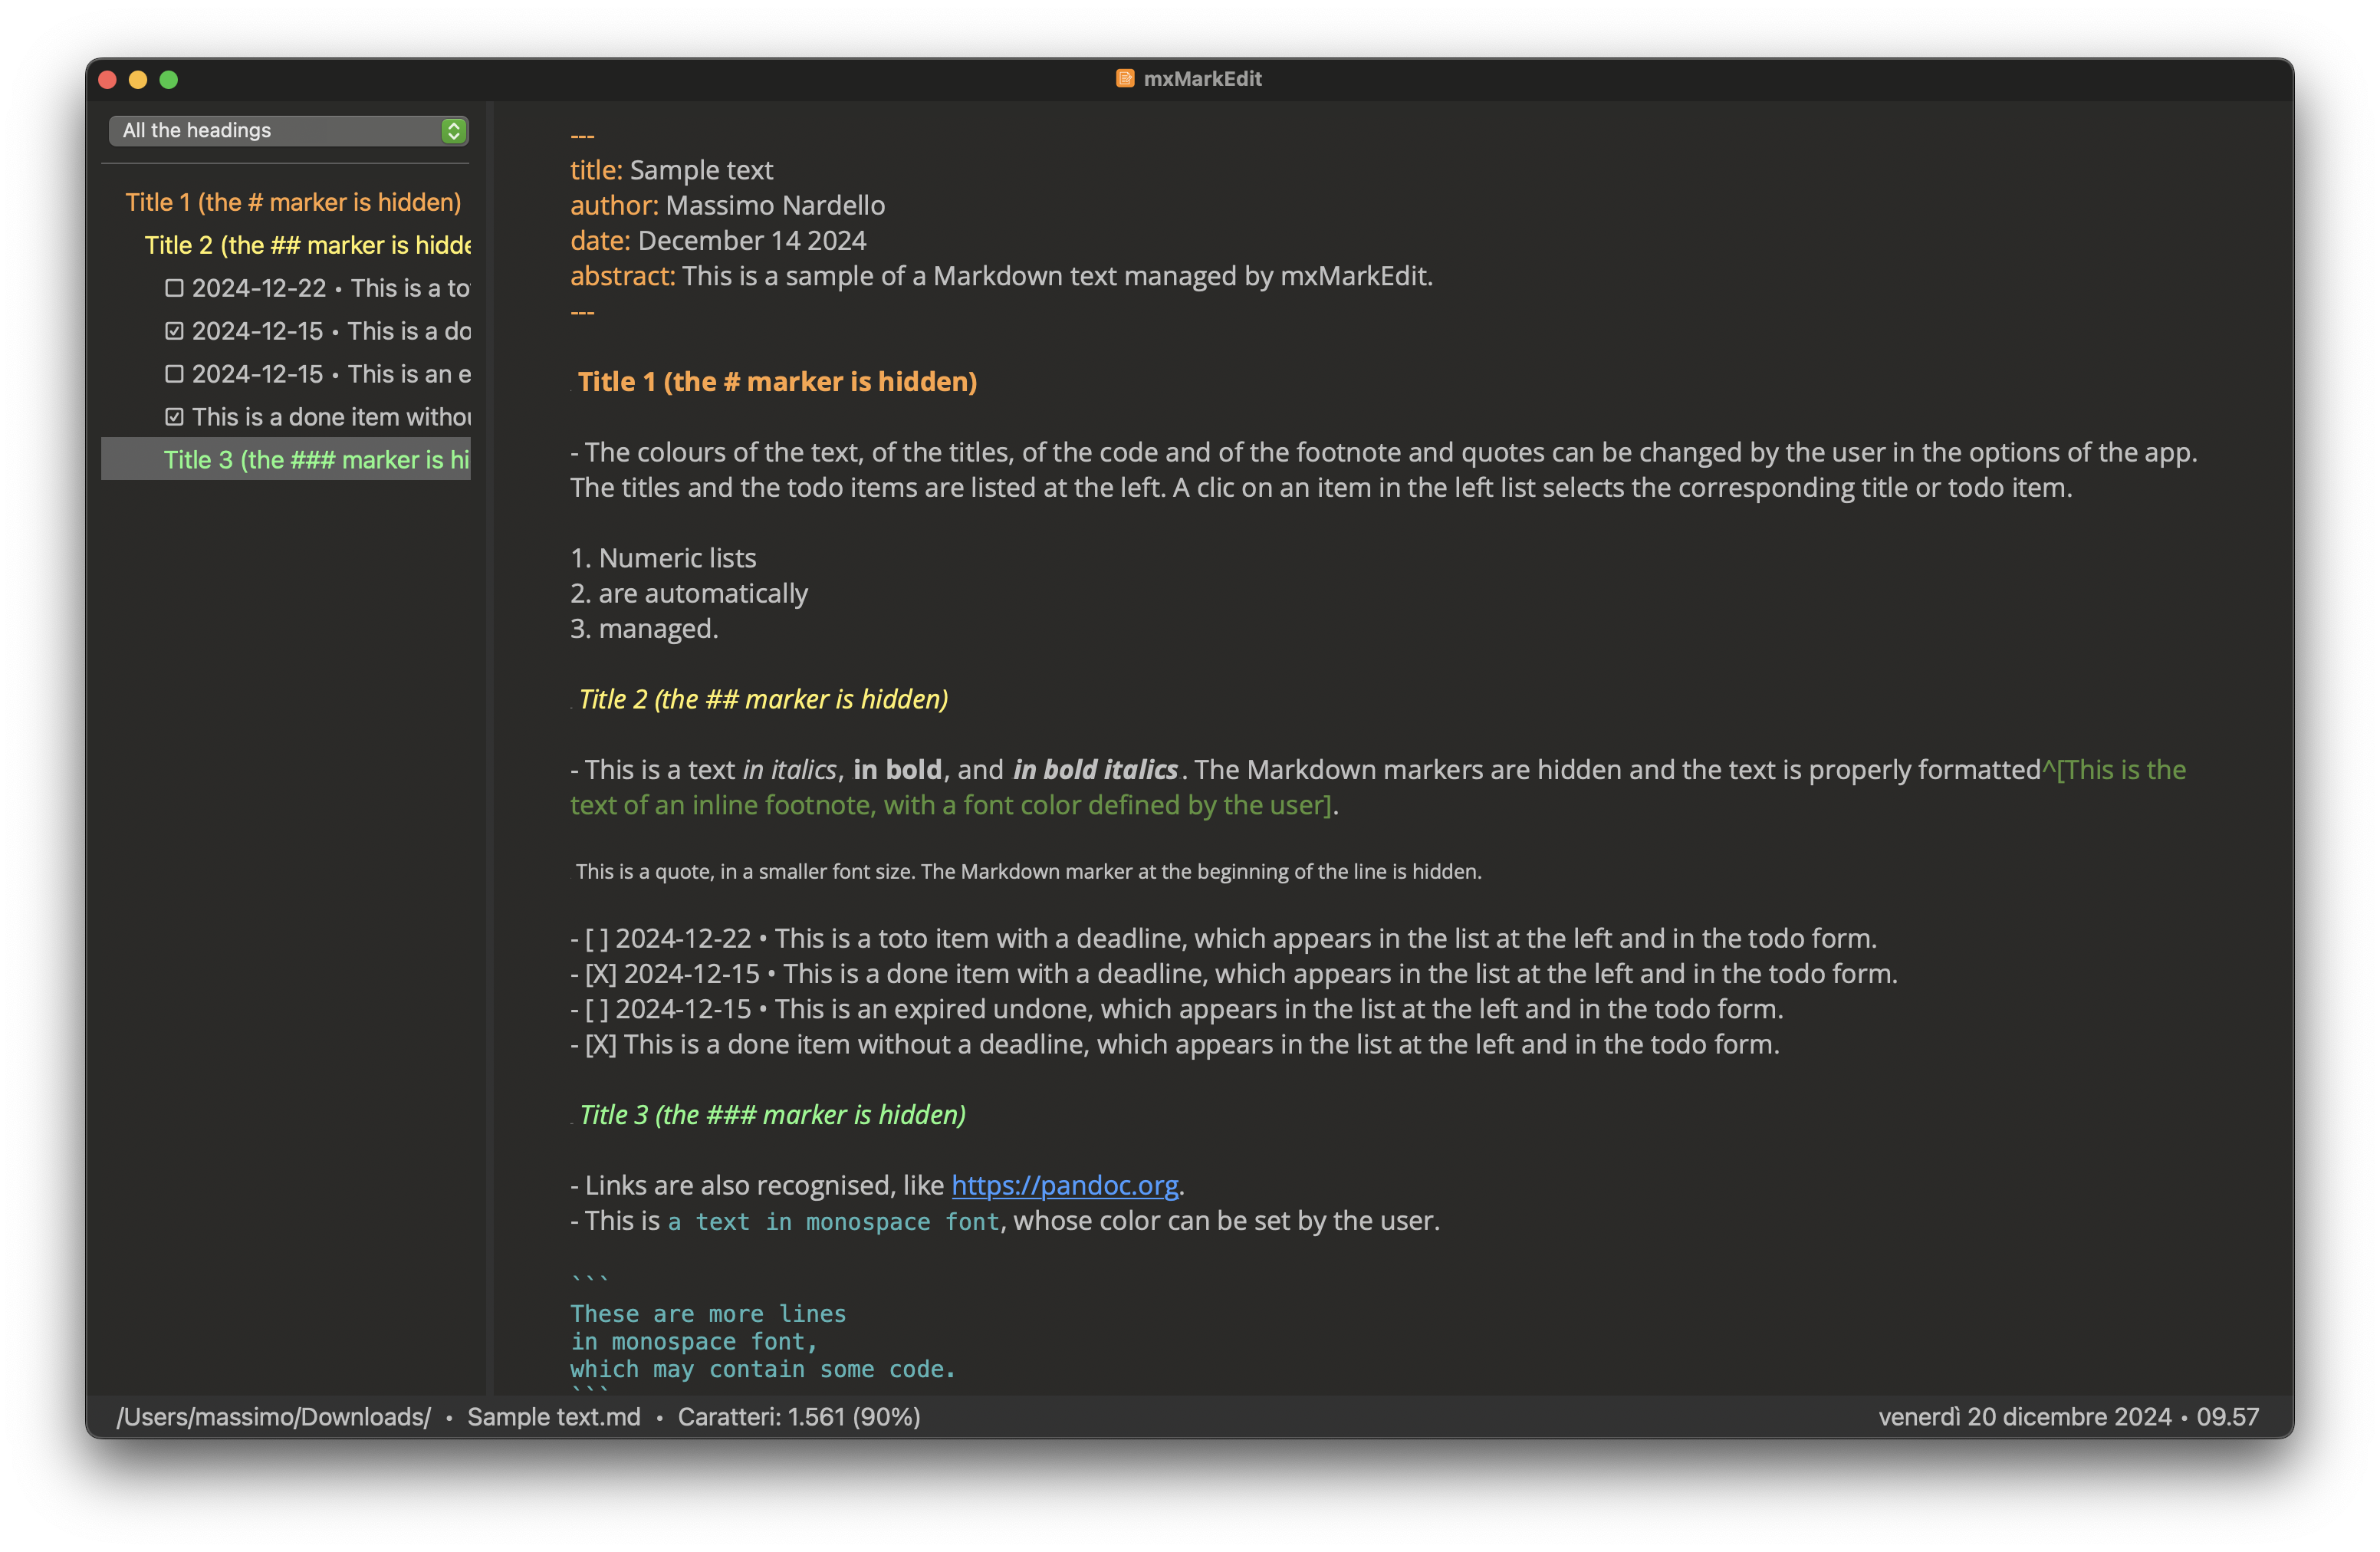 mxMarkEdit
All the headings
Title 1 (the # marker is hidden)
Title 2 (the ## marker is hidde
2024-12-22 • This is a to
2024-12-15 • This is a do
2024-12-15 • This is an e
This is a done item withou
Title 3 (the ### marker is hi
---
title: Sample text
author: Massimo Nardello
date: December 14 2024
abstract: This is a sample of a Markdown text managed by mxMarkEdit.
---
Title 1 (the # marker is hidden)
- The colours of the text, of the titles, of the code and of the footnote and quotes can be changed by the user in the options of the app.
The titles and the todo items are listed at the left. A clic on an item in the left list selects the corresponding title or todo item.
1. Numeric lists
2. are automatically
3. managed.
Title 2 (the ## marker is hidden)
- This is a text in italics, in bold, and in bold italics. The Markdown markers are hidden and the text is properly formatted^[This is the
text of an inline footnote, with a font color defined by the user].
This is a quote, in a smaller font size. The Markdown marker at the beginning of the line is hidden.
- [ ] 2024-12-22 • This is a toto item with a deadline, which appears in the list at the left and in the todo form.
- [X] 2024-12-15 • This is a done item with a deadline, which appears in the list at the left and in the todo form.
- [ ] 2024-12-15 • This is an expired undone, which appears in the list at the left and in the todo form.
- [X] This is a done item without a deadline, which appears in the list at the left and in the todo form.
Title 3 (the ### marker is hidden)
- Links are also recognised, like https://pandoc.org.
- This is a text in monospace font, whose color can be set by the user.
```
These are more lines
in monospace font,
which may contain some code.
```
/Users/massimo/Downloads/ • Sample text.md • Caratteri: 1.561 (90%)
venerdì 20 dicembre 2024 • 09.57